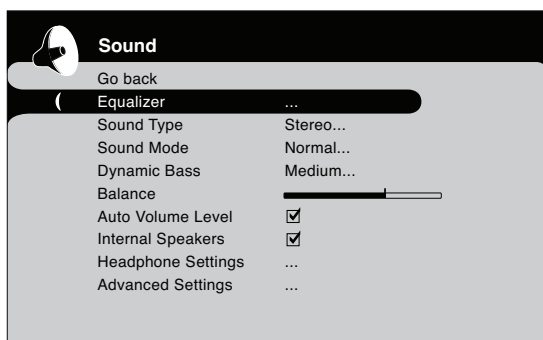 Sound
Go back
Equalizer ...
Sound Type Stereo...
Sound Mode Normal...
Dynamic Bass Medium...
Balance
Auto Volume Level
Internal Speakers
Headphone Settings ...
Advanced Settings ...